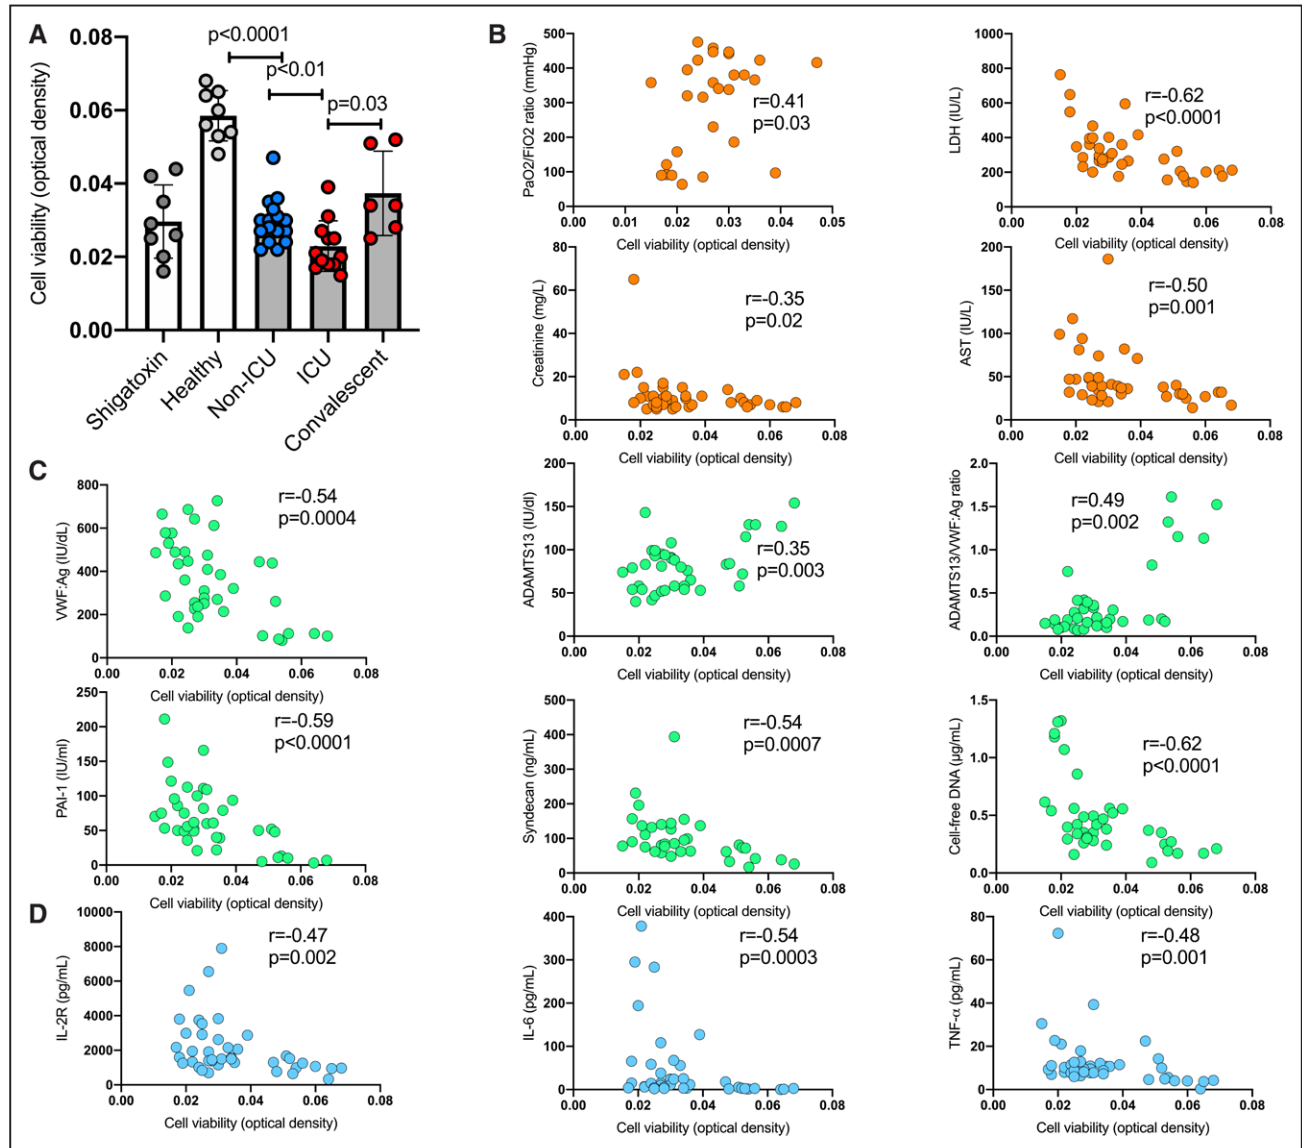 A
0.08
0.06
0.04
0.02
0.00
Cell viability (optical density)
p<0.0001
p<0.01
p=0.03
Shigatoxin
Healthy
Non-ICU
ICU
Convalescent
B
500
400
300
200
100
0
PaO2/FiO2 ratio (mmHg)
r=0.41
p=0.03
0.00 0.01 0.02 0.03 0.04 0.05
Cell viability (optical density)
1000
800
600
400
200
0
LDH (IU/L)
r=-0.62
p<0.0001
0.00 0.02 0.04 0.06 0.08
Cell viability (optical density)
80
60
40
20
0
Creatinine (mg/L)
r=-0.35
p=0.02
0.00 0.02 0.04 0.06 0.08
Cell viability (optical density)
200
150
100
50
0
AST (IU/L)
r=-0.50
p=0.001
0.00 0.02 0.04 0.06 0.08
Cell viability (optical density)
C
800
600
400
200
0
VWF:Ag (IU/dL)
r=-0.54
p=0.0004
0.00 0.02 0.04 0.06 0.08
Cell viability (optical density)
200
150
100
50
0
ADAMTS13 (IU/dl)
r=0.35
p=0.003
0.00 0.02 0.04 0.06 0.08
Cell viability (optical density)
2.0
1.5
1.0
0.5
0.0
ADAMTS13/VWF:Ag ratio
r=0.49
p=0.002
0.00 0.02 0.04 0.06 0.08
Cell viability (optical density)
250
200
150
100
50
0
PAI-1 (IU/ml)
r=-0.59
p<0.0001
0.00 0.02 0.04 0.06 0.08
Cell viability (optical density)
500
400
300
200
100
0
Syndecan (ng/mL)
r=-0.54
p=0.0007
0.00 0.02 0.04 0.06 0.08
Cell viability (optical density)
1.5
1.0
0.5
0.0
Cell-free DNA (µg/mL)
r=-0.62
p<0.0001
0.00 0.02 0.04 0.06 0.08
Cell viability (optical density)
D
10000
8000
6000
4000
2000
0
IL-2R (pg/mL)
r=-0.47
p=0.002
0.00 0.02 0.04 0.06 0.08
Cell viability (optical density)
400
300
200
100
0
IL-6 (pg/mL)
r=-0.54
p=0.0003
0.00 0.02 0.04 0.06 0.08
Cell viability (optical density)
80
60
40
20
0
TNF-α (pg/mL)
r=-0.48
p=0.001
0.00 0.02 0.04 0.06 0.08
Cell viability (optical density)